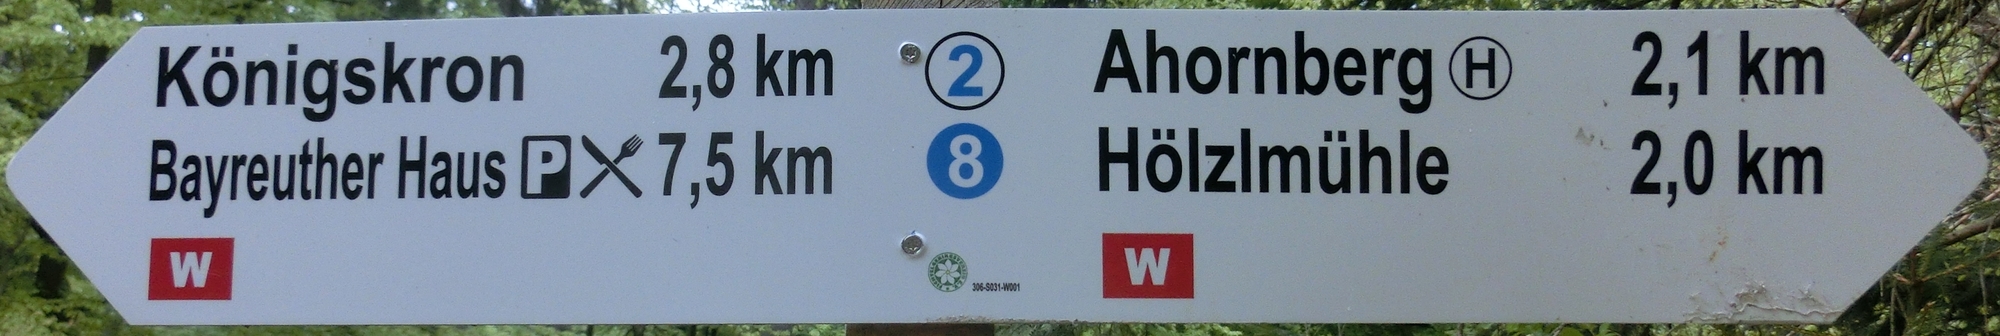 Königskron 2,8 km
Bayreuther Haus P 7,5 km
W
2
8
306-S031-W001
Ahornberg H 2,1 km
Hölzlmühle 2,0 km
W